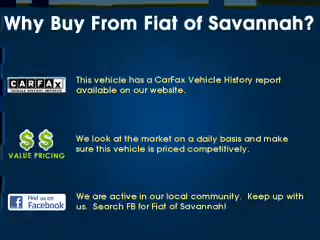 Why Buy From Fiat of Savannah?
CARFAX
VEHICLE HISTORY REPORTS
This vehicle has a CarFax Vehicle History report
available on our website.
$ $
VALUE PRICING
We look at the market on a daily basis and make
sure this vehicle is priced competitively.
Find us on
Facebook
We are active in our local community. Keep up with
us. Search FB for Fiat of Savannah!